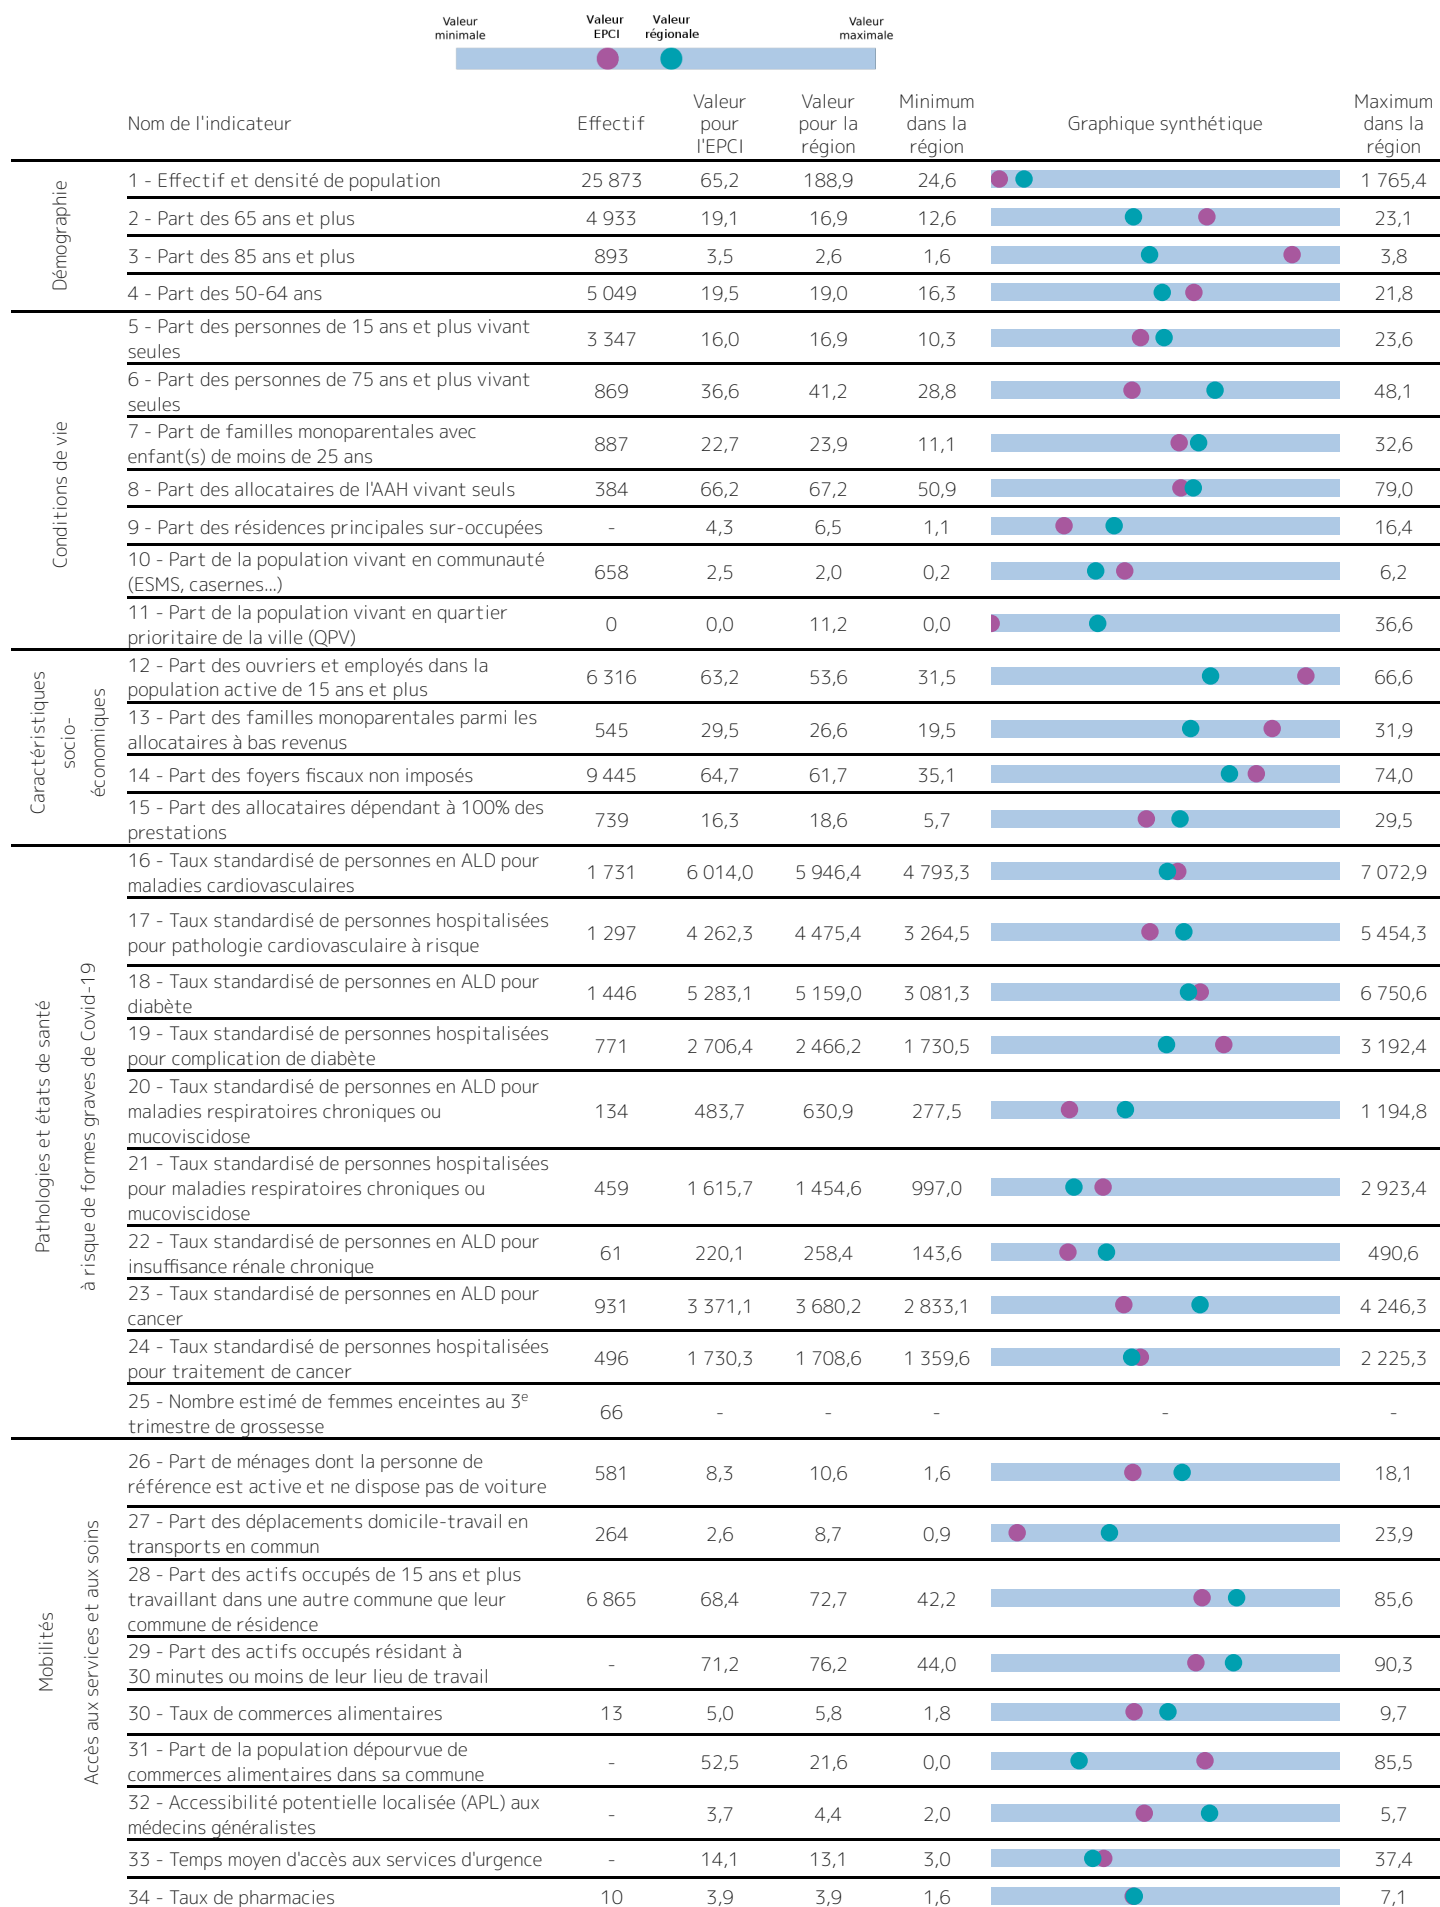 Valeur minimale
Valeur EPCI
Valeur régionale
Valeur maximale
Nom de l'indicateur
Effectif
Valeur pour l'EPCI
Valeur pour la région
Minimum dans la région
Graphique synthétique
Maximum dans la région
Démographie
1 - Effectif et densité de population 25 873 65,2 188,9 24,6 1 765,4
2 - Part des 65 ans et plus 4 933 19,1 16,9 12,6 23,1
3 - Part des 85 ans et plus 893 3,5 2,6 1,6 3,8
4 - Part des 50-64 ans 5 049 19,5 19,0 16,3 21,8
Conditions de vie
5 - Part des personnes de 15 ans et plus vivant
seules 3 347 16,0 16,9 10,3 23,6
6 - Part des personnes de 75 ans et plus vivant
seules 869 36,6 41,2 28,8 48,1
7 - Part de familles monoparentales avec
enfant(s) de moins de 25 ans 887 22,7 23,9 11,1 32,6
8 - Part des allocataires de l'AAH vivant seuls 384 66,2 67,2 50,9 79,0
9 - Part des résidences principales sur-occupées - 4,3 6,5 1,1 16,4
10 - Part de la population vivant en communauté
(ESMS, casernes...) 658 2,5 2,0 0,2 6,2
11 - Part de la population vivant en quartier
prioritaire de la ville (QPV) 0 0,0 11,2 0,0 36,6
Caractéristiques
socio-
économiques
12 - Part des ouvriers et employés dans la
population active de 15 ans et plus 6 316 63,2 53,6 31,5 66,6
13 - Part des familles monoparentales parmi les
allocataires à bas revenus 545 29,5 26,6 19,5 31,9
14 - Part des foyers fiscaux non imposés 9 445 64,7 61,7 35,1 74,0
15 - Part des allocataires dépendant à 100% des
prestations 739 16,3 18,6 5,7 29,5
Pathologies et états de santé
à risque de formes graves de Covid-19
16 - Taux standardisé de personnes en ALD pour
maladies cardiovasculaires 1 731 6 014,0 5 946,4 4 793,3 7 072,9
17 - Taux standardisé de personnes hospitalisées
pour pathologie cardiovasculaire à risque 1 297 4 262,3 4 475,4 3 264,5 5 454,3
18 - Taux standardisé de personnes en ALD pour
diabète 1 446 5 283,1 5 159,0 3 081,3 6 750,6
19 - Taux standardisé de personnes hospitalisées
pour complication de diabète 771 2 706,4 2 466,2 1 730,5 3 192,4
20 - Taux standardisé de personnes en ALD pour
maladies respiratoires chroniques ou 134 483,7 630,9 277,5 1 194,8
mucoviscidose
21 - Taux standardisé de personnes hospitalisées
pour maladies respiratoires chroniques ou 459 1 615,7 1 454,6 997,0 2 923,4
mucoviscidose
22 - Taux standardisé de personnes en ALD pour
insuffisance rénale chronique 61 220,1 258,4 143,6 490,6
23 - Taux standardisé de personnes en ALD pour
cancer 931 3 371,1 3 680,2 2 833,1 4 246,3
24 - Taux standardisé de personnes hospitalisées
pour traitement de cancer 496 1 730,3 1 708,6 1 359,6 2 225,3
25 - Nombre estimé de femmes enceintes au 3e
trimestre de grossesse 66 - - - - -
Mobilités
Accès aux services et aux soins
26 - Part de ménages dont la personne de
référence est active et ne dispose pas de voiture 581 8,3 10,6 1,6 18,1
27 - Part des déplacements domicile-travail en
transports en commun 264 2,6 8,7 0,9 23,9
28 - Part des actifs occupés de 15 ans et plus
travaillant dans une autre commune que leur 6 865 68,4 72,7 42,2 85,6
commune de résidence
29 - Part des actifs occupés résidant à
30 minutes ou moins de leur lieu de travail - 71,2 76,2 44,0 90,3
30 - Taux de commerces alimentaires 13 5,0 5,8 1,8 9,7
31 - Part de la population dépourvue de
commerces alimentaires dans sa commune - 52,5 21,6 0,0 85,5
32 - Accessibilité potentielle localisée (APL) aux
médecins généralistes - 3,7 4,4 2,0 5,7
33 - Temps moyen d'accès aux services d'urgence - 14,1 13,1 3,0 37,4
34 - Taux de pharmacies 10 3,9 3,9 1,6 7,1